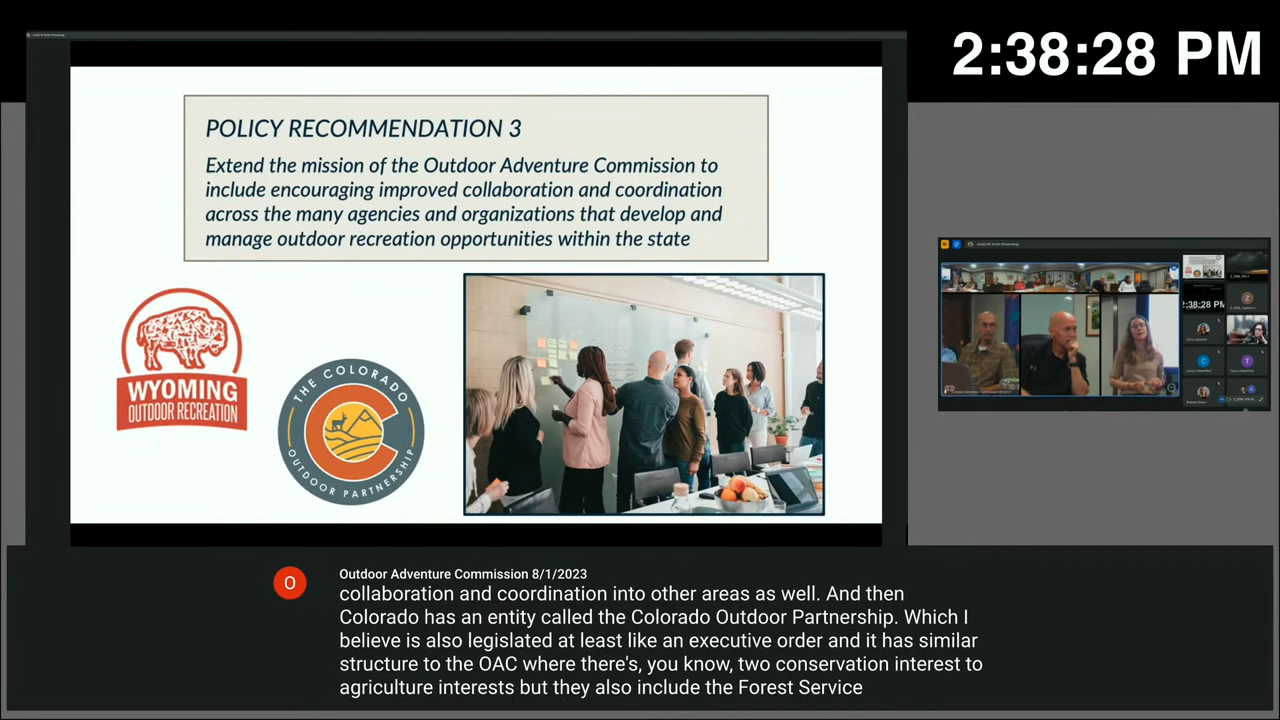 2:38:28 PM
POLICY RECOMMENDATION 3
Extend the mission of the Outdoor Adventure Commission to
include encouraging improved collaboration and coordination
across the many agencies and organizations that develop and
manage outdoor recreation opportunities within the state
WYOMING
OUTDOOR RECREATION
THE COLORADO
OUTDOOR PARTNERSHIP
:38:28 PM
O
Outdoor Adventure Commission 8/1/2023
collaboration and coordination into other areas as well. And then
Colorado has an entity called the Colorado Outdoor Partnership. Which I
believe is also legislated at least like an executive order and it has similar
structure to the OAC where there's, you know, two conservation interest to
agriculture interests but they also include the Forest Service